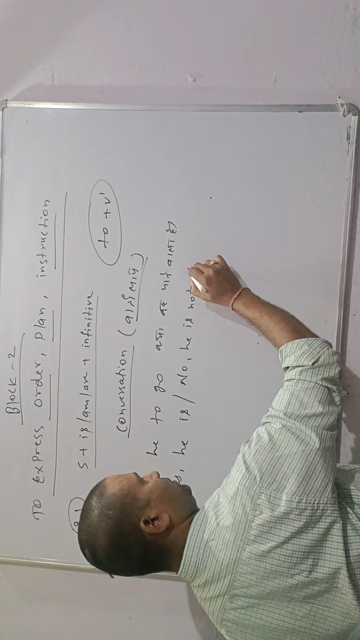 Block-2
To express order, plan, instruction
S + is/am/are + infinitive
to + v¹
Conversation (वार्तालाप)
he to go क्या वह जाने वाला है
, he is / No, he is not